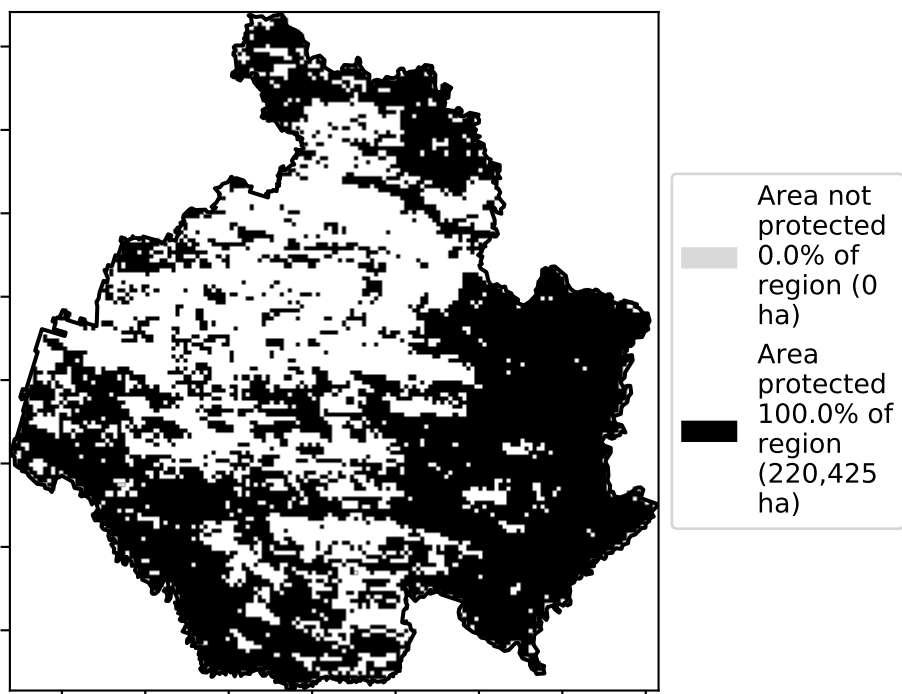 Area not
protected
0.0% of
region (0
ha)
Area
protected
100.0% of
region
(220,425
ha)